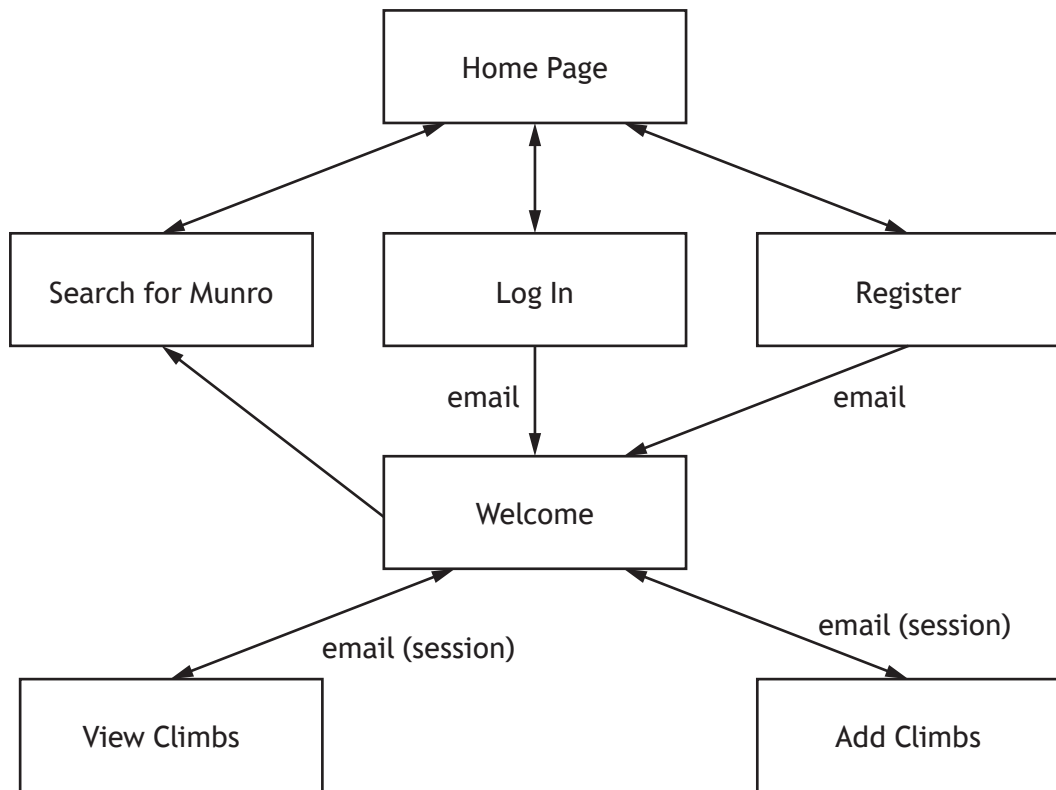 Home Page
Search for Munro
Log In
Register
email
email
Welcome
email (session)
email (session)
View Climbs
Add Climbs